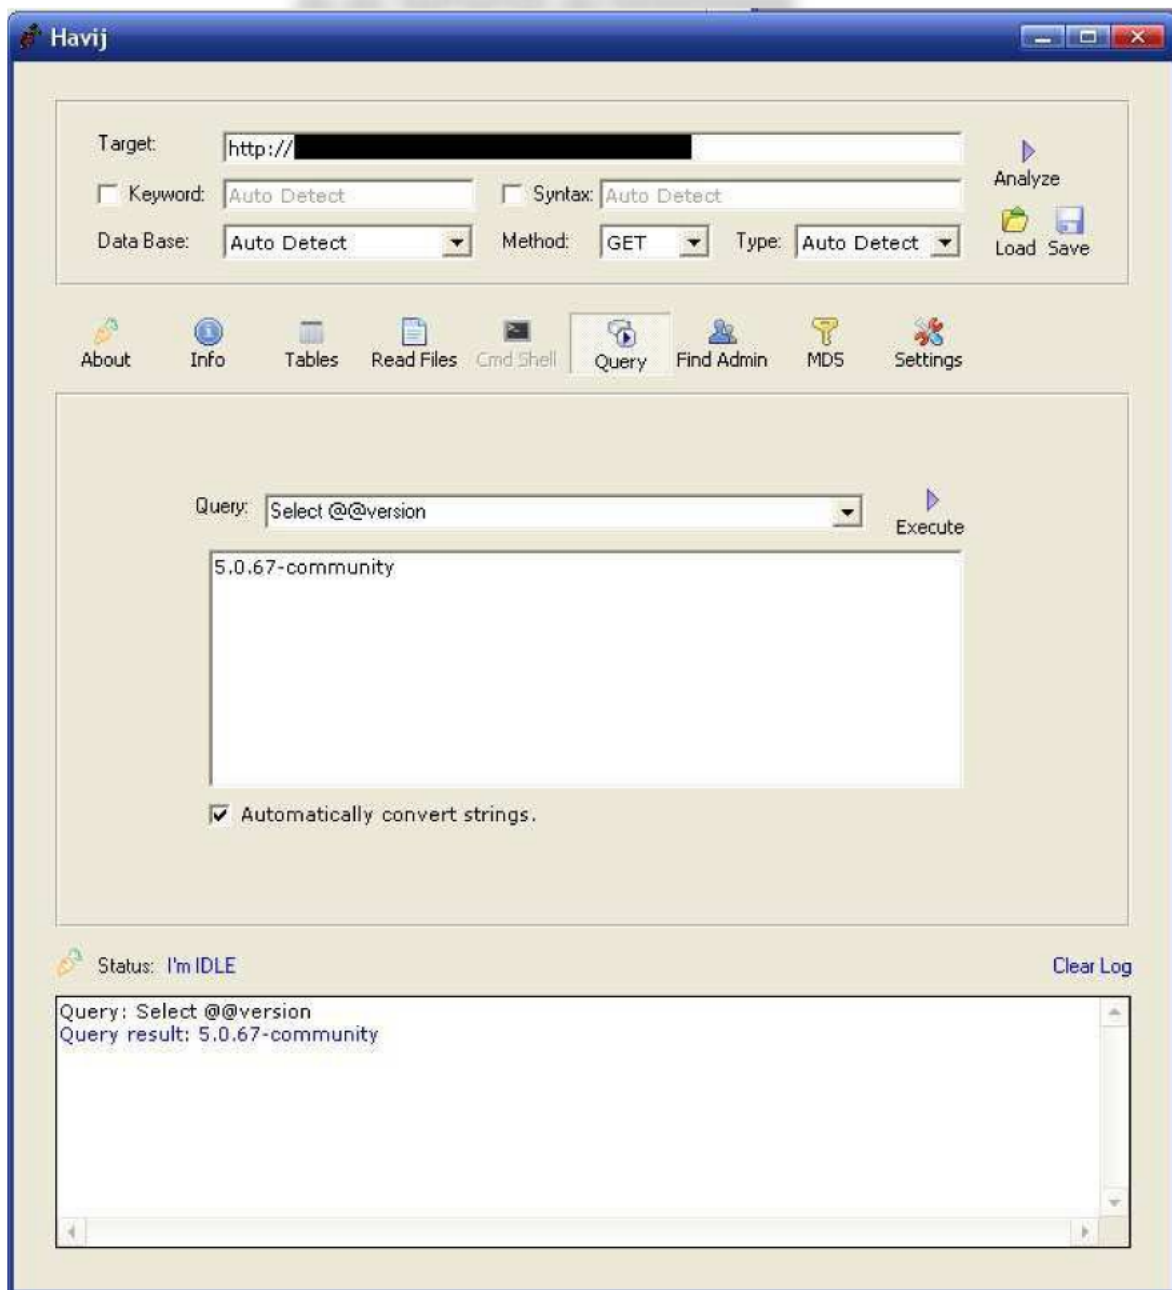 Havij
Target: http://
Analyze
Keyword: Auto Detect Syntax: Auto Detect
Data Base: Auto Detect Method: GET Type: Auto Detect
Load Save
About Info Tables Read Files Cmd Shell Query Find Admin MD5 Settings
Query: Select @@version
Execute
5.0.67-community
Automatically convert strings.
Status: I'm IDLE Clear Log
Query: Select @@version
Query result: 5.0.67-community